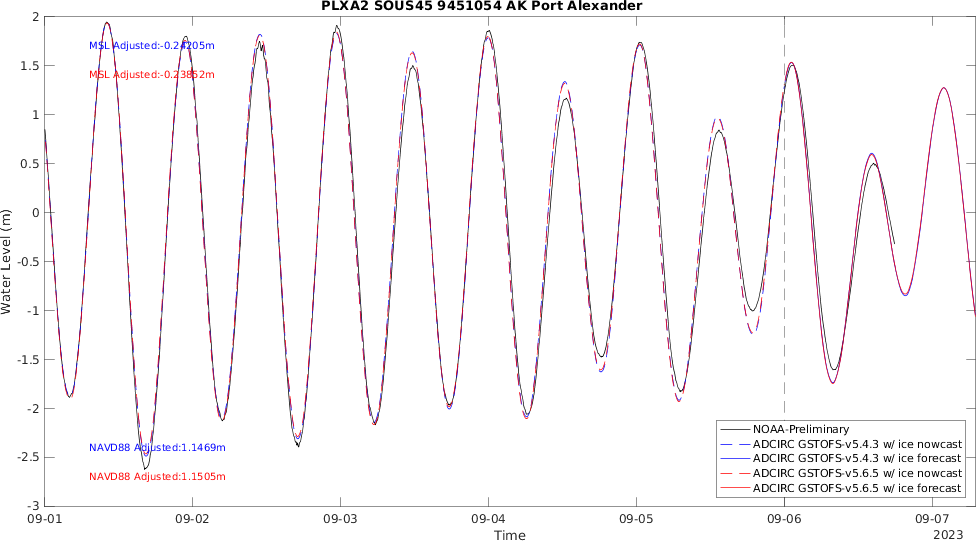 PLXA2 SOUS45 9451054 AK Port Alexander
2
1.5
1
0.5
0
-0.5
-1
-1.5
-2
-2.5
-3
Water Level (m)
MSL Adjusted:-0.24205m
MSL Adjusted:-0.23852m
NAVD88 Adjusted:1.1469m
NAVD88 Adjusted:1.1505m
NOAA-Preliminary
ADCIRC GSTOFS-v5.4.3 w/ ice nowcast
ADCIRC GSTOFS-v5.4.3 w/ ice forecast
ADCIRC GSTOFS-v5.6.5 w/ ice nowcast
ADCIRC GSTOFS-v5.6.5 w/ ice forecast
09-01 09-02 09-03 09-04 09-05 09-06 09-07
Time
2023